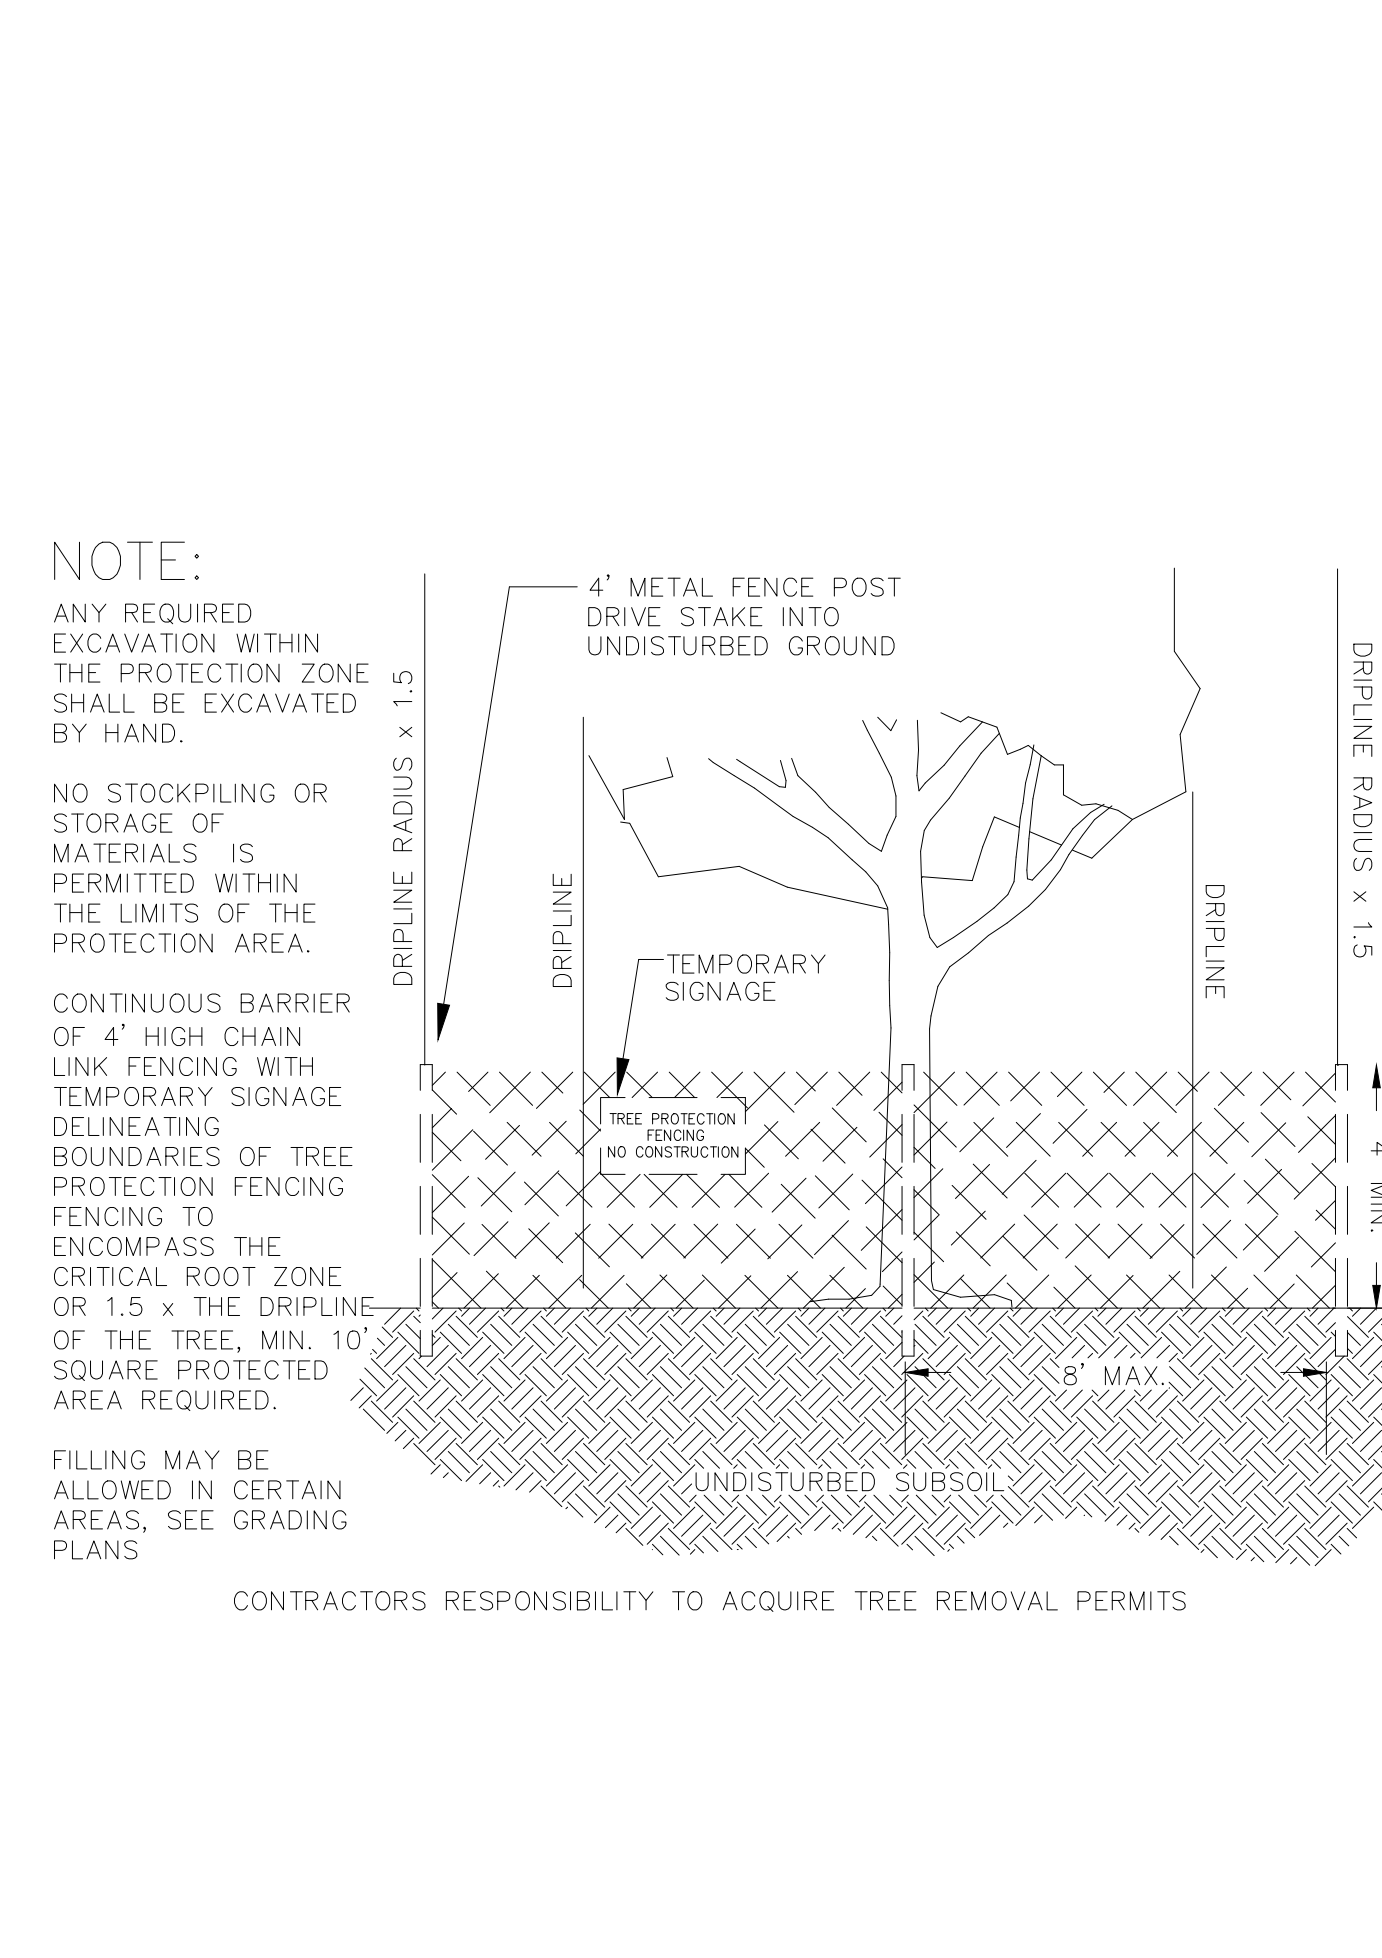 NOTE:
ANY REQUIRED
EXCAVATION WITHIN
THE PROTECTION ZONE
SHALL BE EXCAVATED
BY HAND.
NO STOCKPILING OR
STORAGE OF
MATERIALS IS
PERMITTED WITHIN
THE LIMITS OF THE
PROTECTION AREA.
CONTINUOUS BARRIER
OF 4' HIGH CHAIN
LINK FENCING WITH
TEMPORARY SIGNAGE
DELINEATING
BOUNDARIES OF TREE
PROTECTION FENCING
FENCING TO
ENCOMPASS THE
CRITICAL ROOT ZONE
OR 1.5 x THE DRIPLINE
OF THE TREE, MIN. 10'
SQUARE PROTECTED
AREA REQUIRED.
FILLING MAY BE
ALLOWED IN CERTAIN
AREAS, SEE GRADING
PLANS
DRIPLINE RADIUS x 1.5
4' METAL FENCE POST
DRIVE STAKE INTO
UNDISTURBED GROUND
DRIPLINE
TEMPORARY
SIGNAGE
TREE PROTECTION
FENCING
NO CONSTRUCTION
DRIPLINE
DRIPLINE RADIUS x 1.5
4' MIN.
8' MAX.
UNDISTURBED SUBSOIL
CONTRACTORS RESPONSIBILITY TO ACQUIRE TREE REMOVAL PERMITS